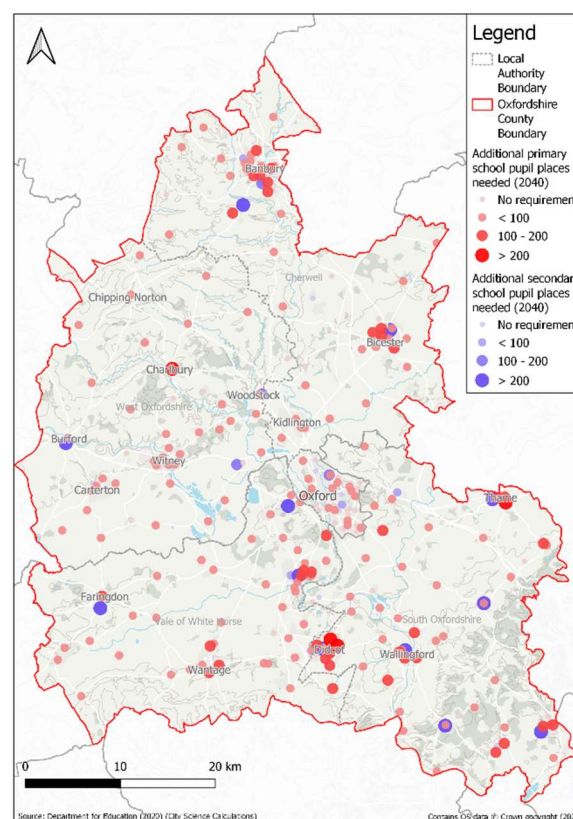 Legend
Local
Authority
Boundary
Oxfordshire
County
Boundary
Additional primary
school pupil places
needed (2040)
No requiremen
< 100
100 - 200
> 200
Additional secondar
school pupil places
needed (2040)
No requiremen
< 100
100 - 200
> 200
Banbury
Cherwell
Chipping Norton
Bicester
Charlbury
Woodstock
West Oxfordshire
Kidlington
Burford
Witney
Carterton
Oxford
Thame
Faringdon
Vale of White Horse
South Oxfordshire
Didcot
Wallingford
Wantage
0 10 20 km
Source: Department for Education (2020) (City Science Calculations)
Contains OS data © Crown copyright (202